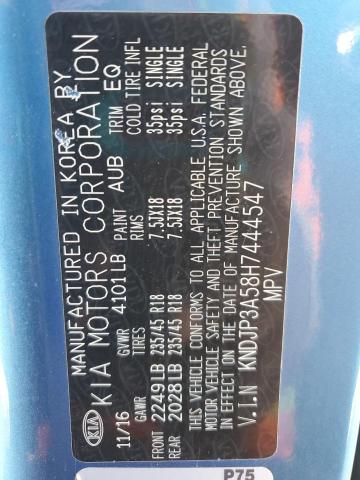 MANUFACTURED IN KOREA BY
KIA KIA MOTORS CORPORATION
11/16 GVWR 4,101LB PAINT AUB TRIM EQ
GAWR TIRES RIMS COLD TIRE INFL
FRONT 2249LB 235/45 R18 7.5JX18 35psi SINGLE
REAR 2028LB 235/45 R18 7.5JX18 35psi SINGLE
THIS VEHICLE CONFORMS TO ALL APPLICABLE U.S.A. FEDERAL
MOTOR VEHICLE SAFETY AND THEFT PREVENTION STANDARDS
IN EFFECT ON THE DATE OF MANUFACTURE SHOWN ABOVE.
V.I.N KNDJP3A58H7444547
MPV
P75